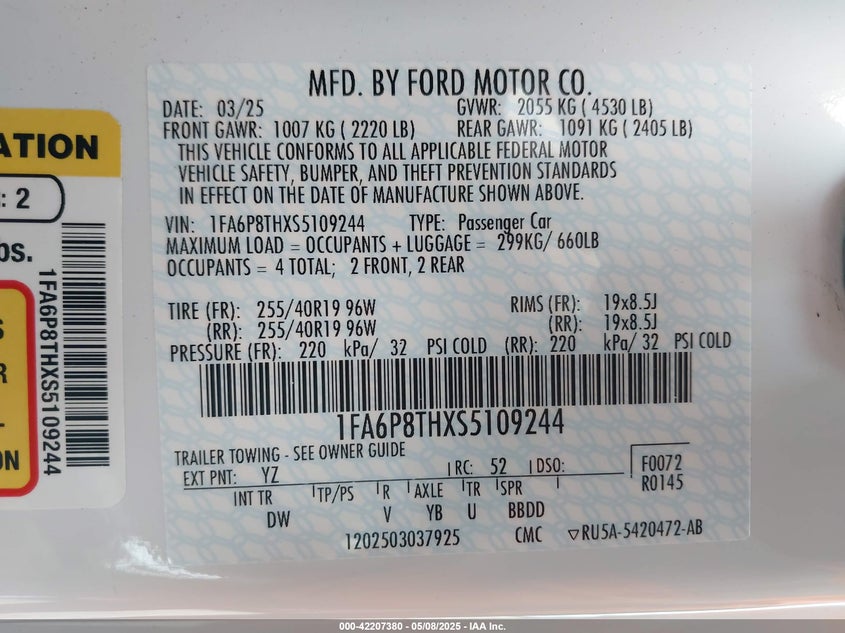 MFD. BY FORD MOTOR CO.
DATE: 03/25 GVWR: 2055 KG ( 4530 LB)
FRONT GAWR: 1007 KG ( 2220 LB) REAR GAWR: 1091 KG ( 2405 LB)
THIS VEHICLE CONFORMS TO ALL APPLICABLE FEDERAL MOTOR
VEHICLE SAFETY, BUMPER, AND THEFT PREVENTION STANDARDS
IN EFFECT ON THE DATE OF MANUFACTURE SHOWN ABOVE.
VIN: 1FA6P8THXS5109244 TYPE: Passenger Car
MAXIMUM LOAD = OCCUPANTS + LUGGAGE = 299KG/ 660LB
OCCUPANTS = 4 TOTAL; 2 FRONT, 2 REAR
TIRE (FR): 255/40R19 96W RIMS (FR): 19x8.5J
(RR): 255/40R19 96W (RR): 19x8.5J
PRESSURE (FR): 220 kPa/ 32 PSI COLD (RR): 220 kPa/ 32 PSI COLD
1FA6P8THXS5109244
TRAILER TOWING - SEE OWNER GUIDE
EXT PNT: YZ RC: 52 DSO: F0072
R0145
INT TR TP/PS R AXLE TR SPR
DW V YB U BBDD
1202503037925 CMC ▽RU5A-5420472-AB
ATION
: 2
bs.
1FA6P8THXS5109244
S
R
L-
ON
000-42207380 — 05/08/2025 — IAA Inc.